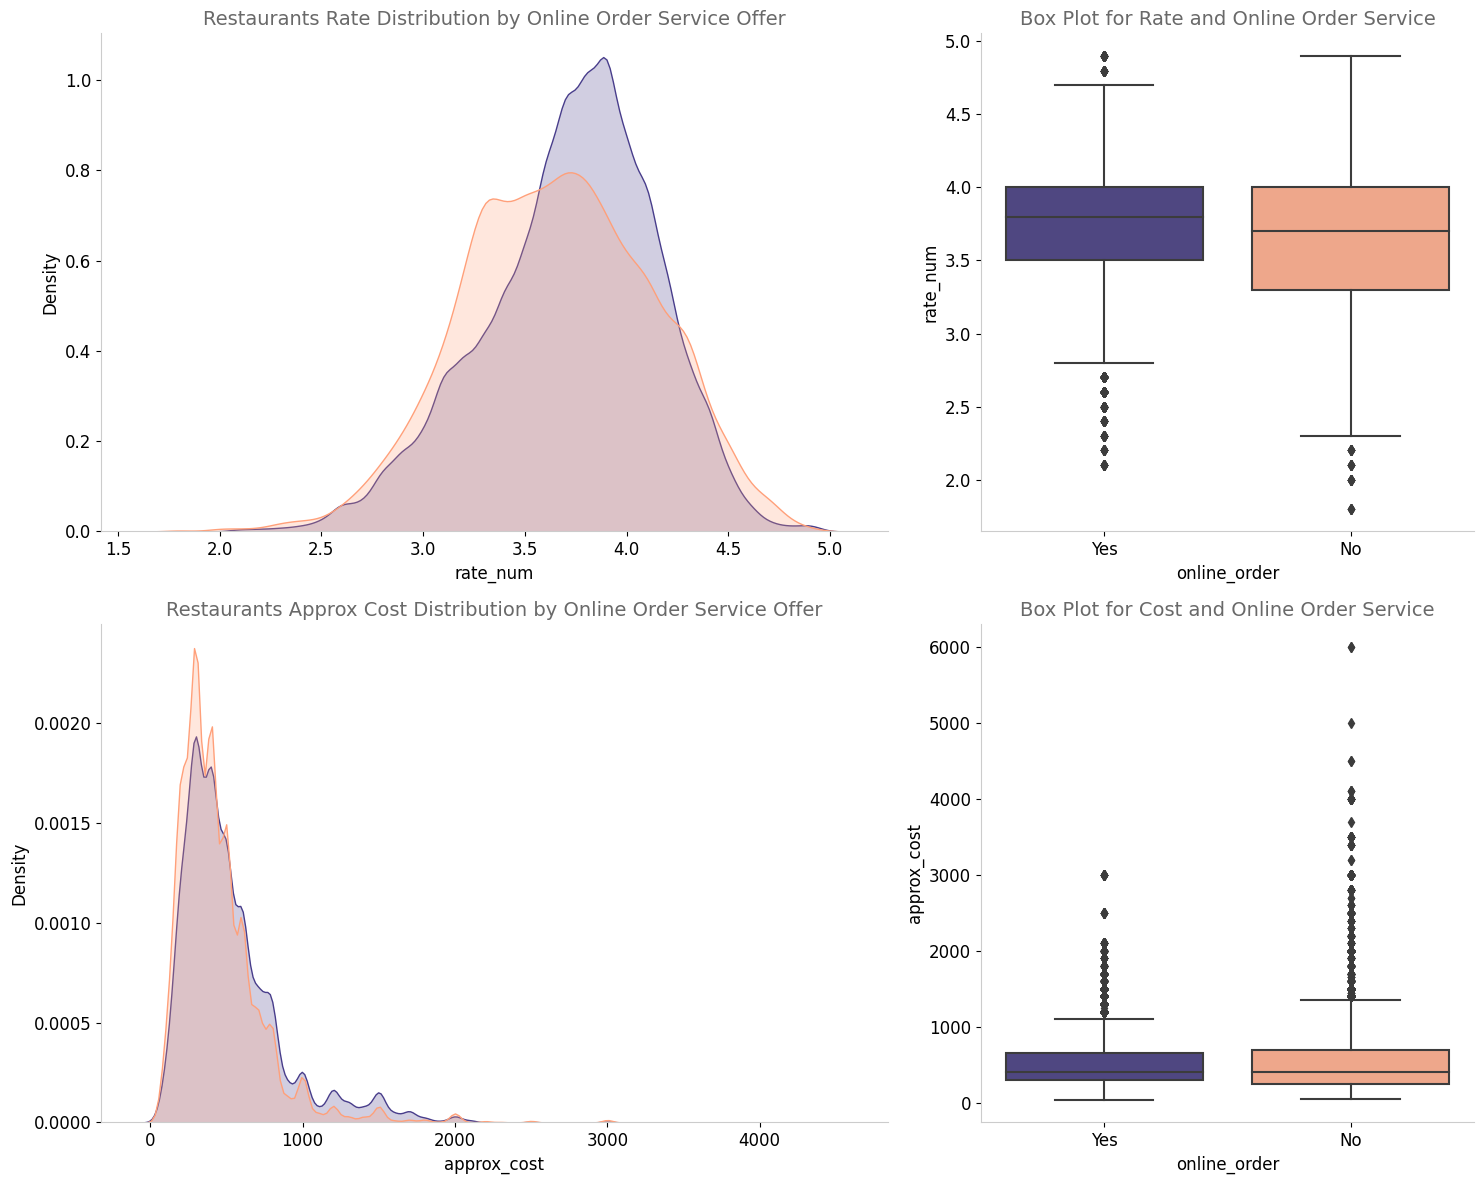 Restaurants Rate Distribution by Online Order Service Offer
1.0
0.8
0.6
0.4
0.2
0.0
Density
1.5 2.0 2.5 3.0 3.5 4.0 4.5 5.0
rate_num
Box Plot for Rate and Online Order Service
5.0
4.5
4.0
3.5
3.0
2.5
2.0
rate_num
Yes No
online_order
Restaurants Approx Cost Distribution by Online Order Service Offer
0.0020
0.0015
0.0010
0.0005
0.0000
Density
0 1000 2000 3000 4000
approx_cost
Box Plot for Cost and Online Order Service
6000
5000
4000
3000
2000
1000
0
approx_cost
Yes No
online_order